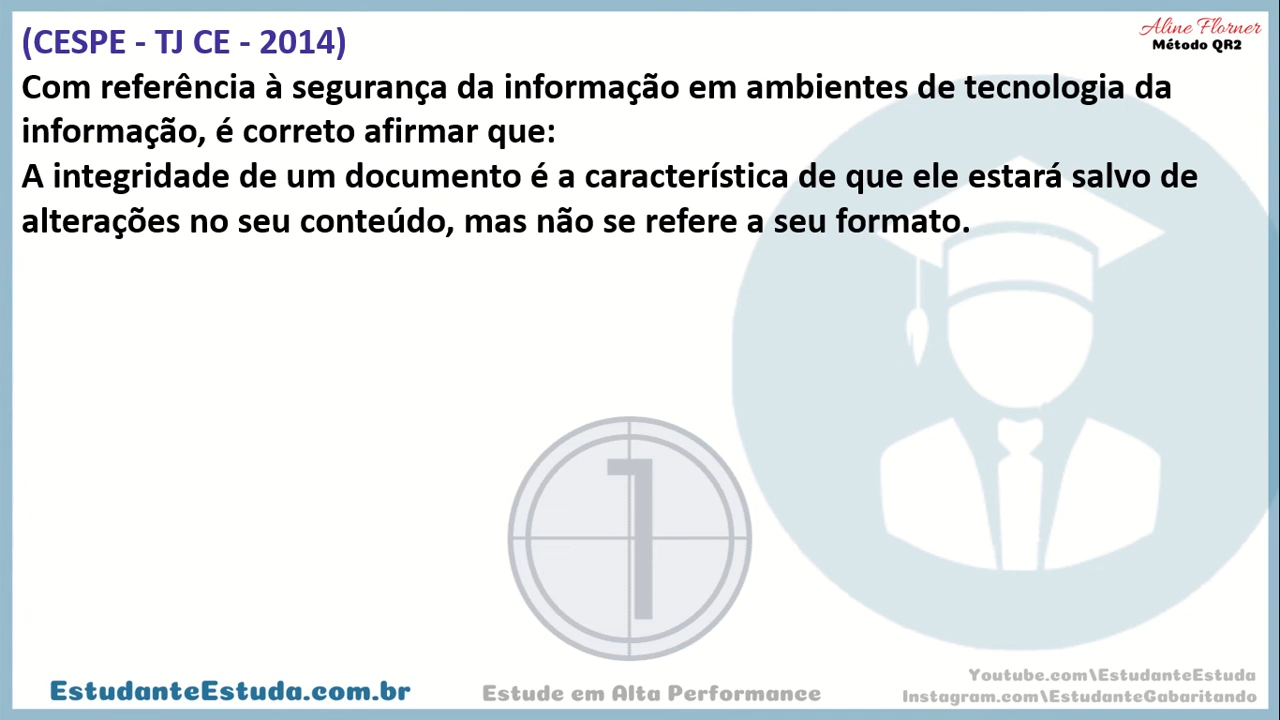 (CESPE - TJ CE - 2014)
Aline Florner
Método QR2
Com referência à segurança da informação em ambientes de tecnologia da
informação, é correto afirmar que:
A integridade de um documento é a característica de que ele estará salvo de
alterações no seu conteúdo, mas não se refere a seu formato.
1
Youtube.com\EstudanteEstuda
EstudanteEstuda.com.br
Estude em Alta Performance
Instagram.com\EstudanteGabaritando